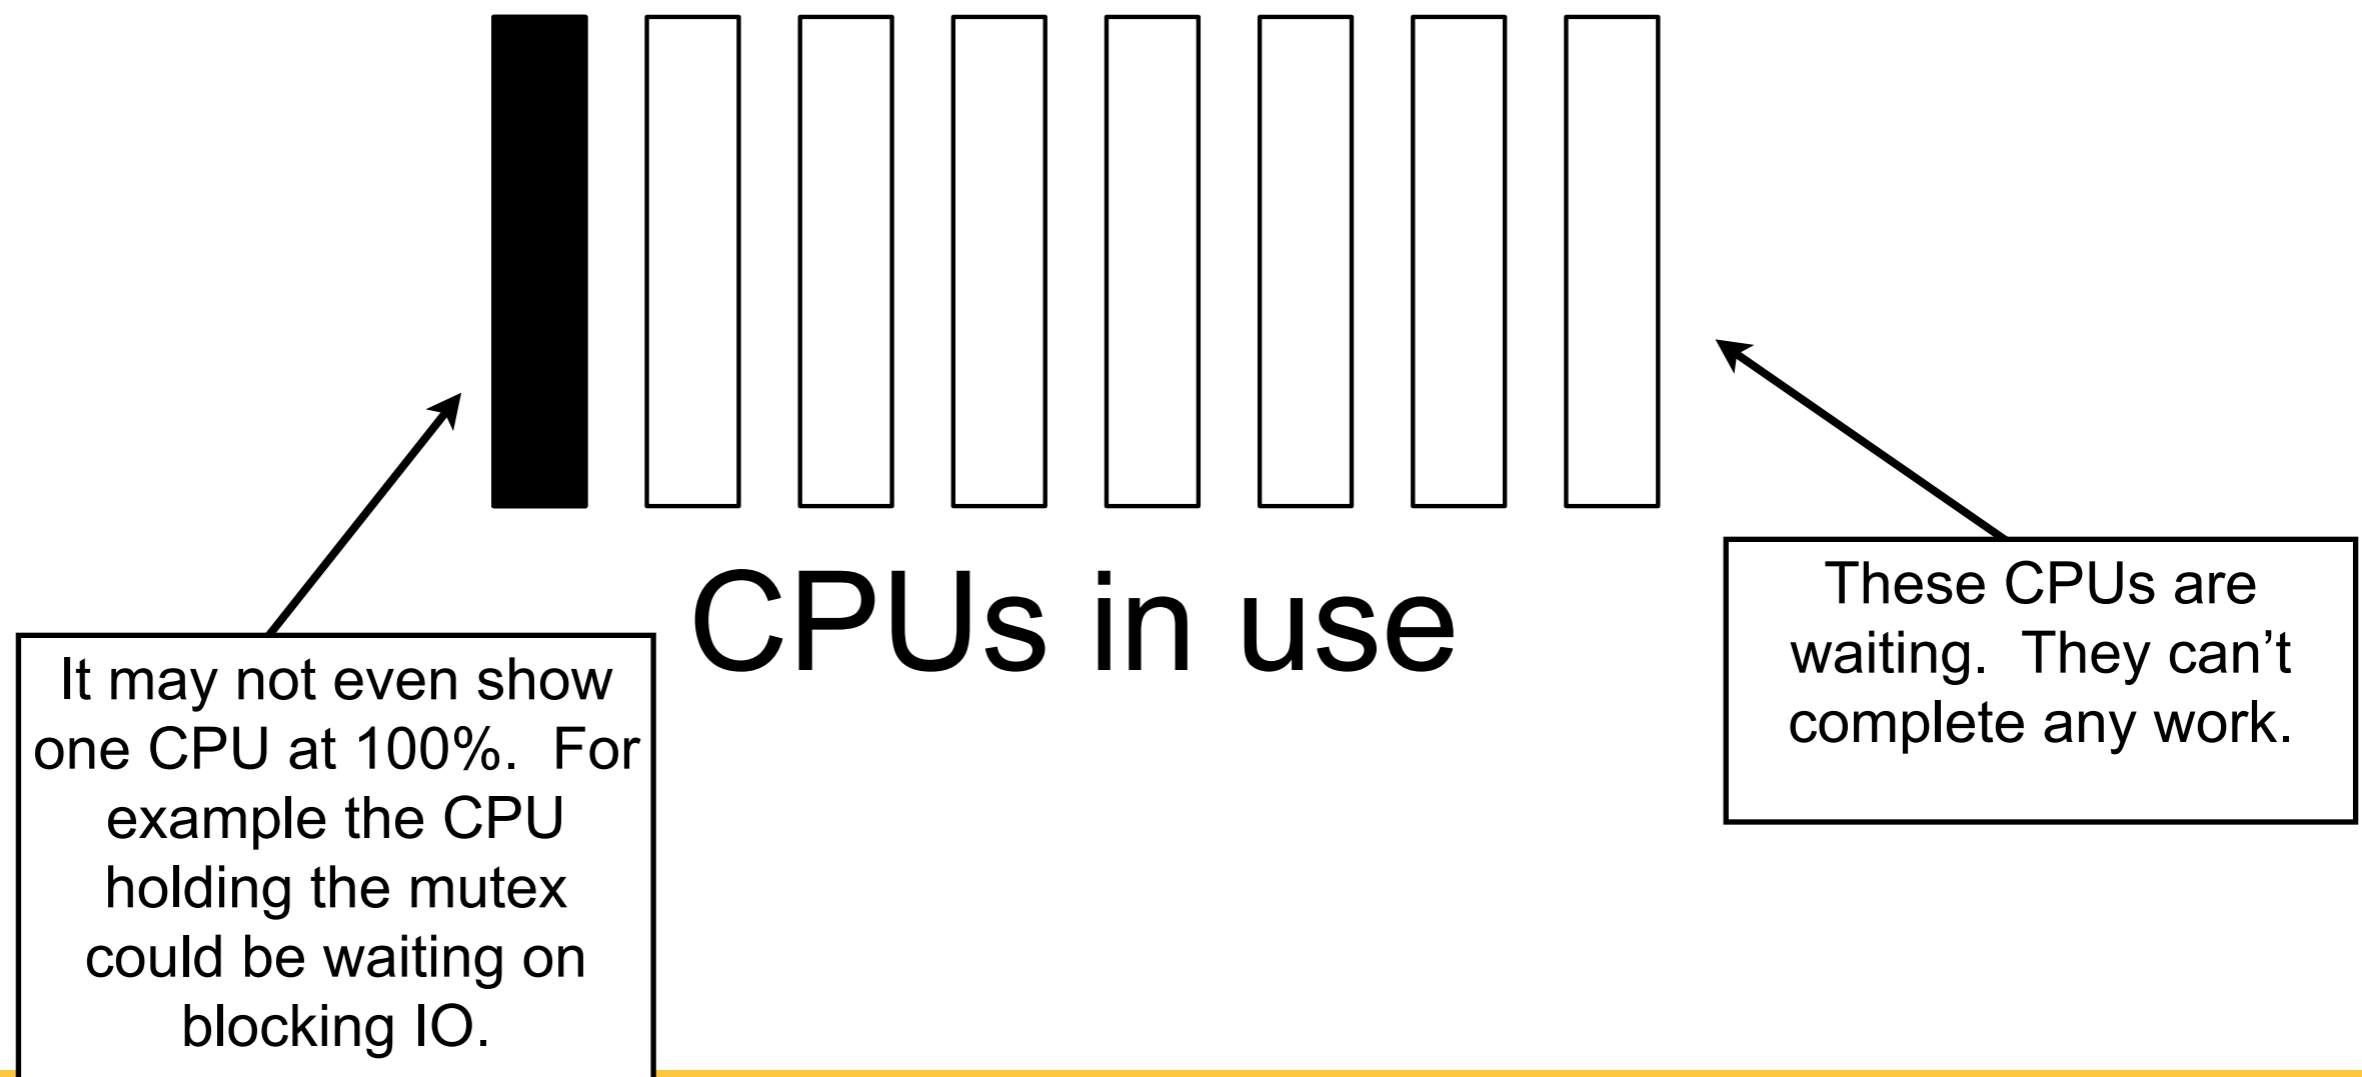 CPUs in use
It may not even show
one CPU at 100%.  For
example the CPU
holding the mutex
could be waiting on
blocking IO.
These CPUs are
waiting.  They can’t
complete any work.